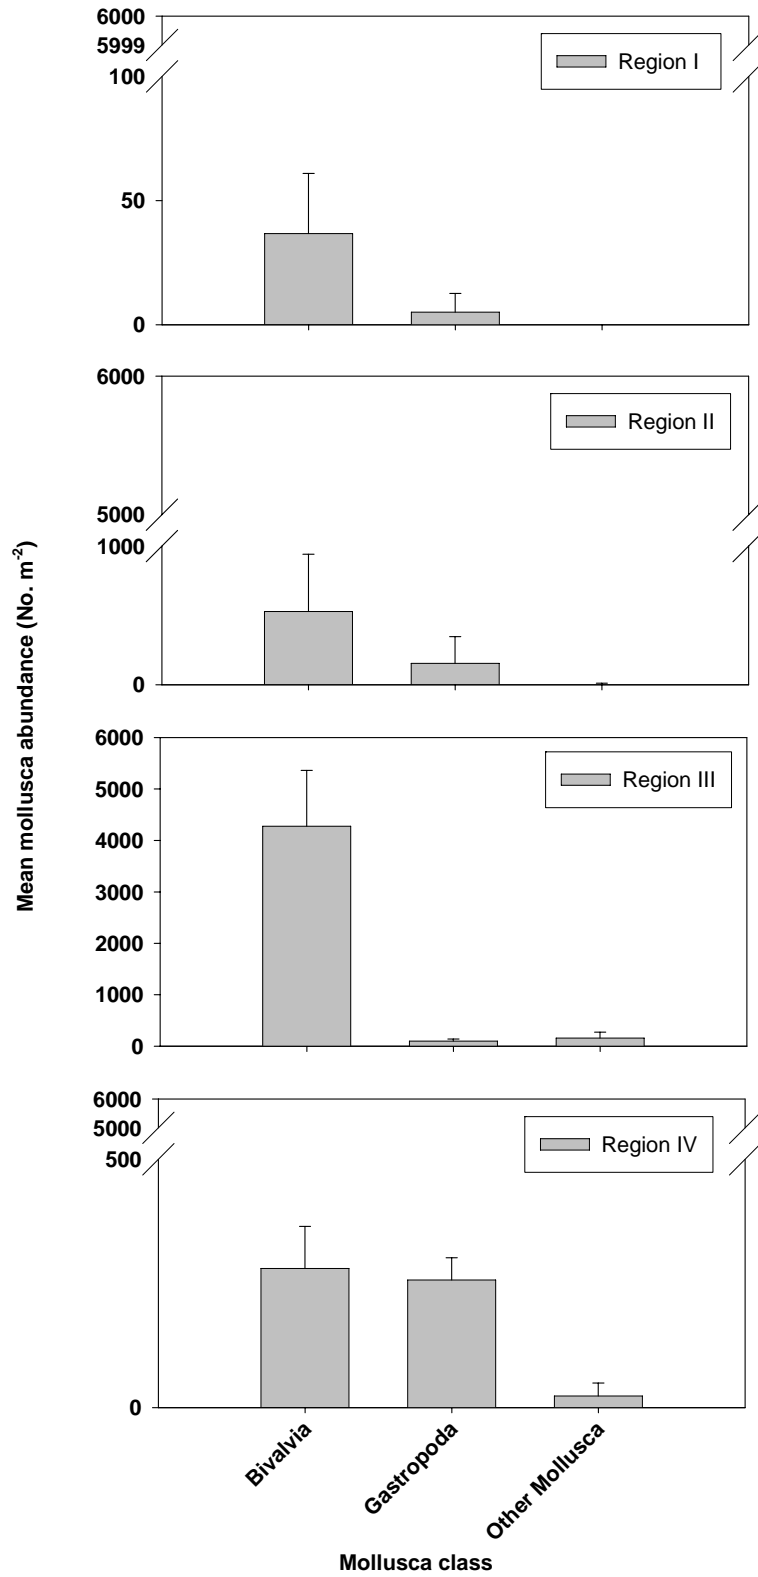 6000
5999
100
50
0
Region I
6000
5000
1000
0
Region II
Mean mollusca abundance (No. m-2)
6000
5000
4000
3000
2000
1000
0
Region III
6000
5000
500
0
Region IV
Bivalvia
Gastropoda
Other Mollusca
Mollusca class